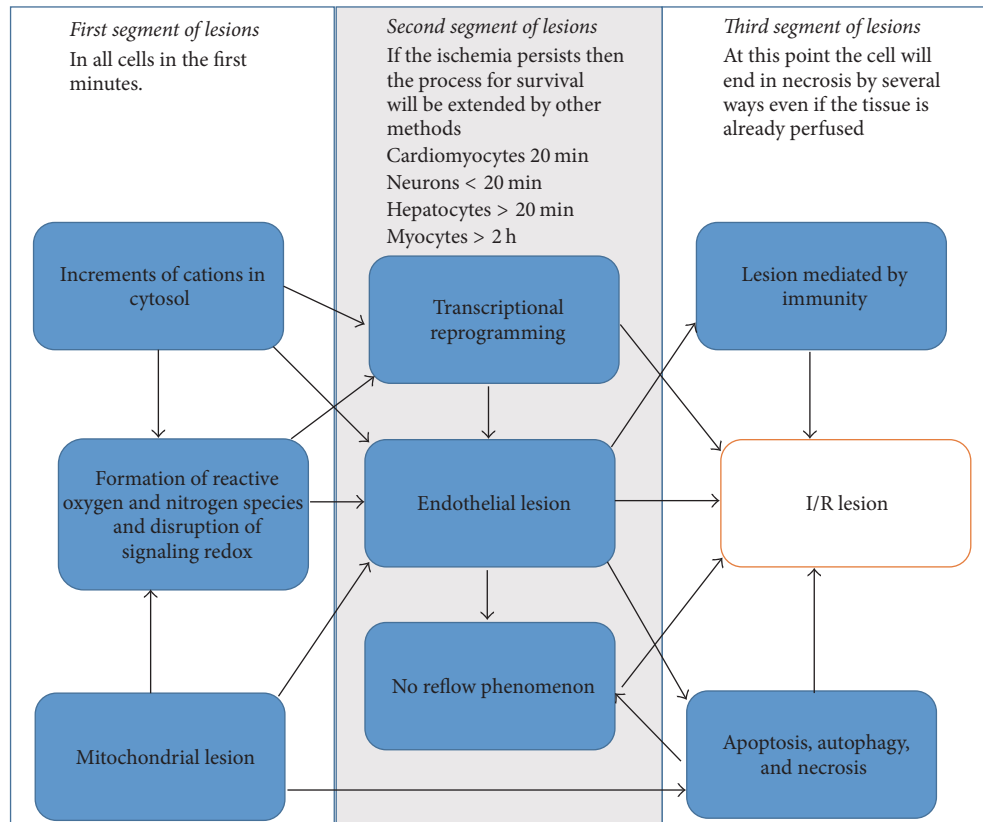 First segment of lesions
In all cells in the first
minutes.
Second segment of lesions
If the ischemia persists then
the process for survival
will be extended by other
methods
Cardiomyocytes 20 min
Neurons < 20 min
Hepatocytes > 20 min
Myocytes > 2 h
Third segment of lesions
At this point the cell will
end in necrosis by several
ways even if the tissue is
already perfused
Increments of cations in
cytosol
Transcriptional
reprogramming
Lesion mediated by
immunity
Formation of reactive
oxygen and nitrogen species
and disruption of
signaling redox
Endothelial lesion
I/R lesion
Mitochondrial lesion
No reflow phenomenon
Apoptosis, autophagy,
and necrosis